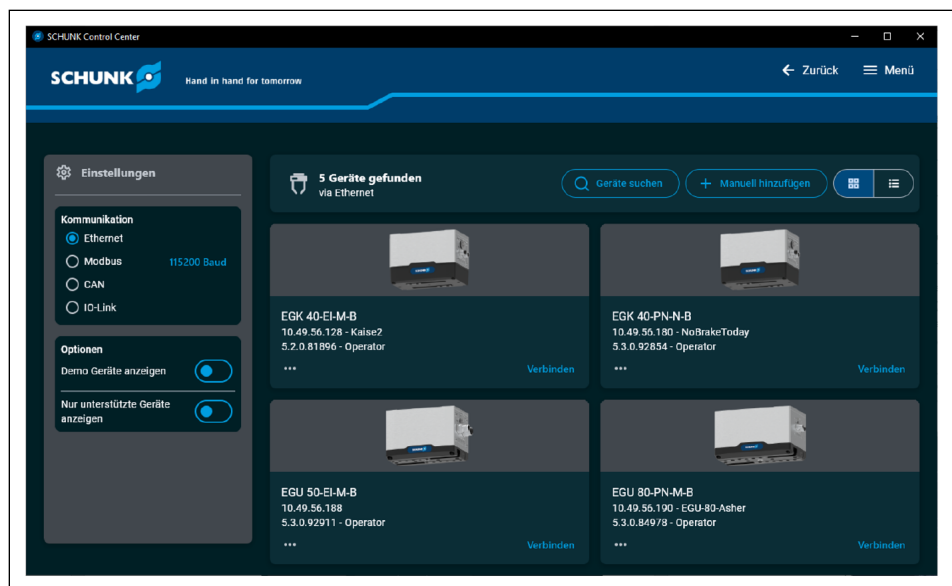 SCHUNK Control Center
SCHUNK
Hand in hand for tomorrow
Zurück
Menü
Einstellungen
Kommunikation
Ethernet
Modbus 115200 Baud
CAN
IO-Link
Optionen
Demo Geräte anzeigen
Nur unterstützte Geräte
anzeigen
5 Geräte gefunden
via Ethernet
Geräte suchen
Manuell hinzufügen
EGK 40-EI-M-B
10.49.56.128 - Kaise2
5.2.0.81896 - Operator
Verbinden
EGK 40-PN-N-B
10.49.56.180 - NoBrakeToday
5.3.0.92854 - Operator
Verbinden
EGU 50-EI-M-B
10.49.56.188
5.3.0.92911 - Operator
Verbinden
EGU 80-PN-M-B
10.49.56.190 - EGU-80-Asher
5.3.0.84978 - Operator
Verbinden